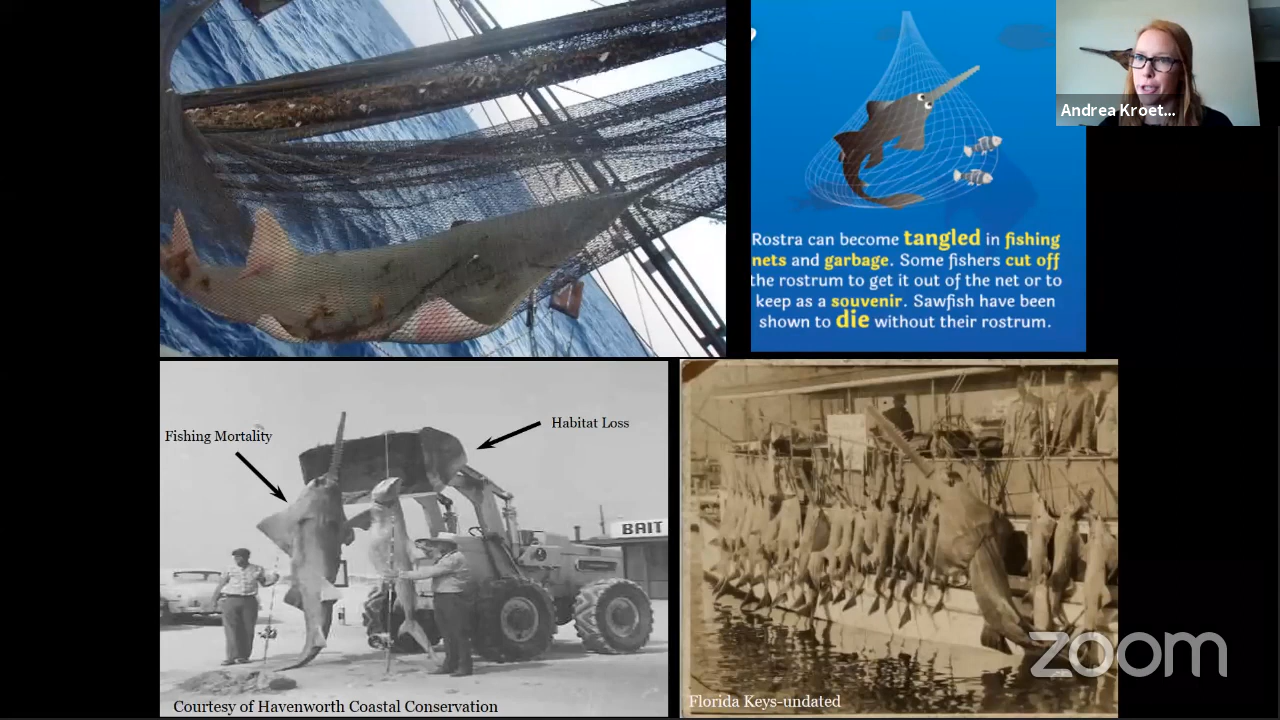 Andrea Kroet...
Rostra can become tangled in fishing
nets and garbage. Some fishers cut off
the rostrum to get it out of the net or to
keep as a souvenir. Sawfish have been
shown to die without their rostrum.
Fishing Mortality
Habitat Loss
BAIT
Courtesy of Havenworth Coastal Conservation
Florida Keys-undated
zoom